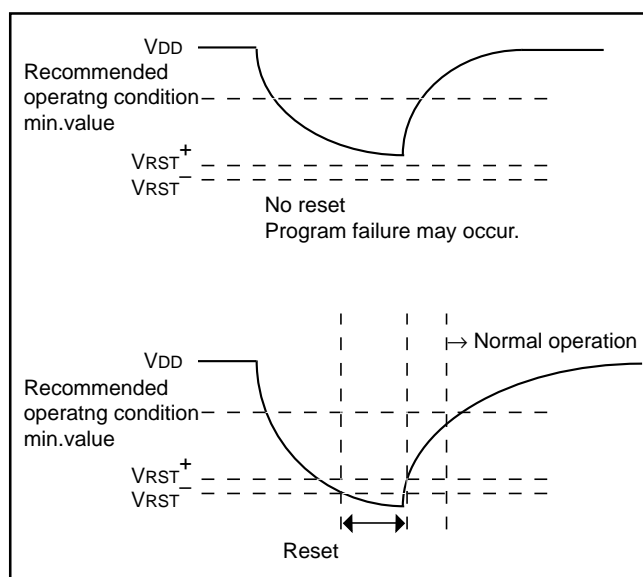 VDD
Recommended
operatng condition
min.value
VRST+
VRST−
No reset
Program failure may occur.
→ Normal operation
VDD
Recommended
operatng condition
min.value
VRST+
VRST−
Reset